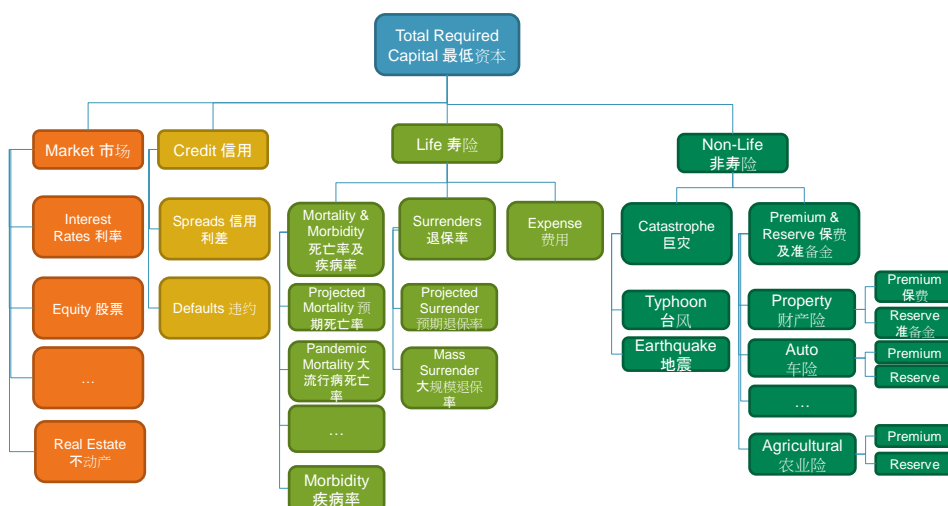 Total Required
Capital 最低资本
Market 市场
Credit 信用
Life 寿险
Non-Life
非寿险
Interest
Rates 利率
Spreads 信用
利差
Mortality &
Morbidity
死亡率及
疾病率
Surrenders
退保率
Expense
费用
Catastrophe
巨灾
Premium &
Reserve 保费
及准备金
Equity 股票
Defaults 违约
Projected
Mortality 预
期死亡率
Projected
Surrender
预期退保率
Typhoon
台风
Property
财产险
Premium
保费
Reserve
准备金
…
Pandemic
Mortality 大
流行病死亡
率
Mass
Surrender
大规模退保
率
Earthquake
地震
Auto
车险
Premium
Reserve
…
…
Real Estate
不动产
Morbidity
疾病率
Agricultural
农业险
Premium
Reserve